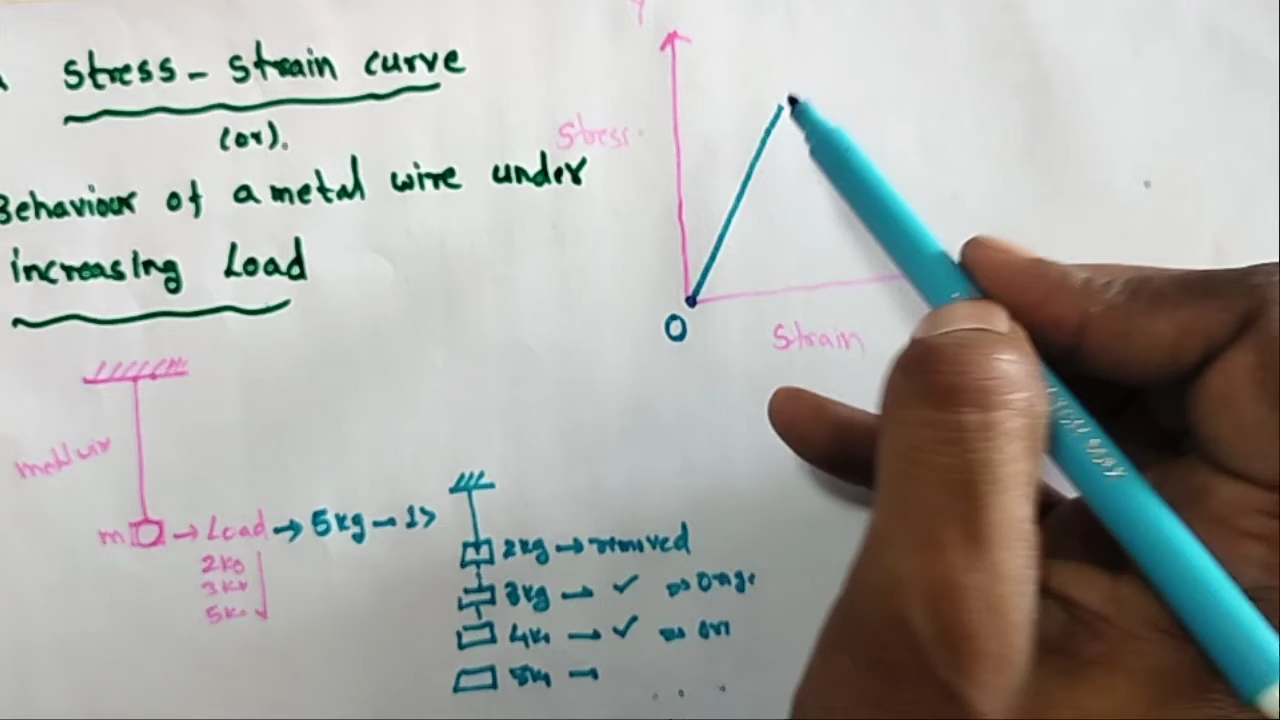 Stress - Strain curve
(or).
Behaviour of a metal wire under
increasing Load
Stress
Strain
O
metal wire
m → Load → 5kg - 1>
2kg
3kg
5kg
2kg → removed
3kg → ✓
4kg → ✓
5kg →